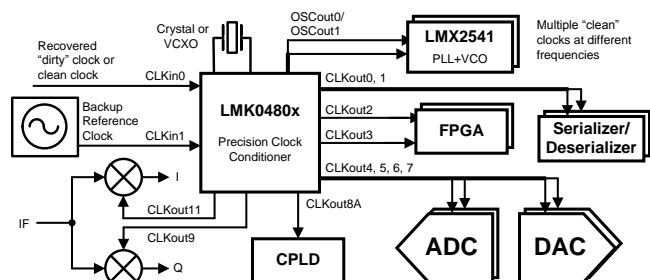 Crystal or
VCXO
OSCout0/
OSCout1
LMX2541
PLL+VCO
Multiple “clean”
clocks at different
frequencies
Recovered
“dirty” clock or
clean clock
CLKin0
CLKout0, 1
Backup
Reference
Clock
CLKin1
LMK0480x
Precision Clock
Conditioner
CLKout2
CLKout3
FPGA
Serializer/
Deserializer
CLKout4, 5, 6, 7
I
IF
CLKout11
CLKout9
Q
CLKout8A
CPLD
ADC
DAC